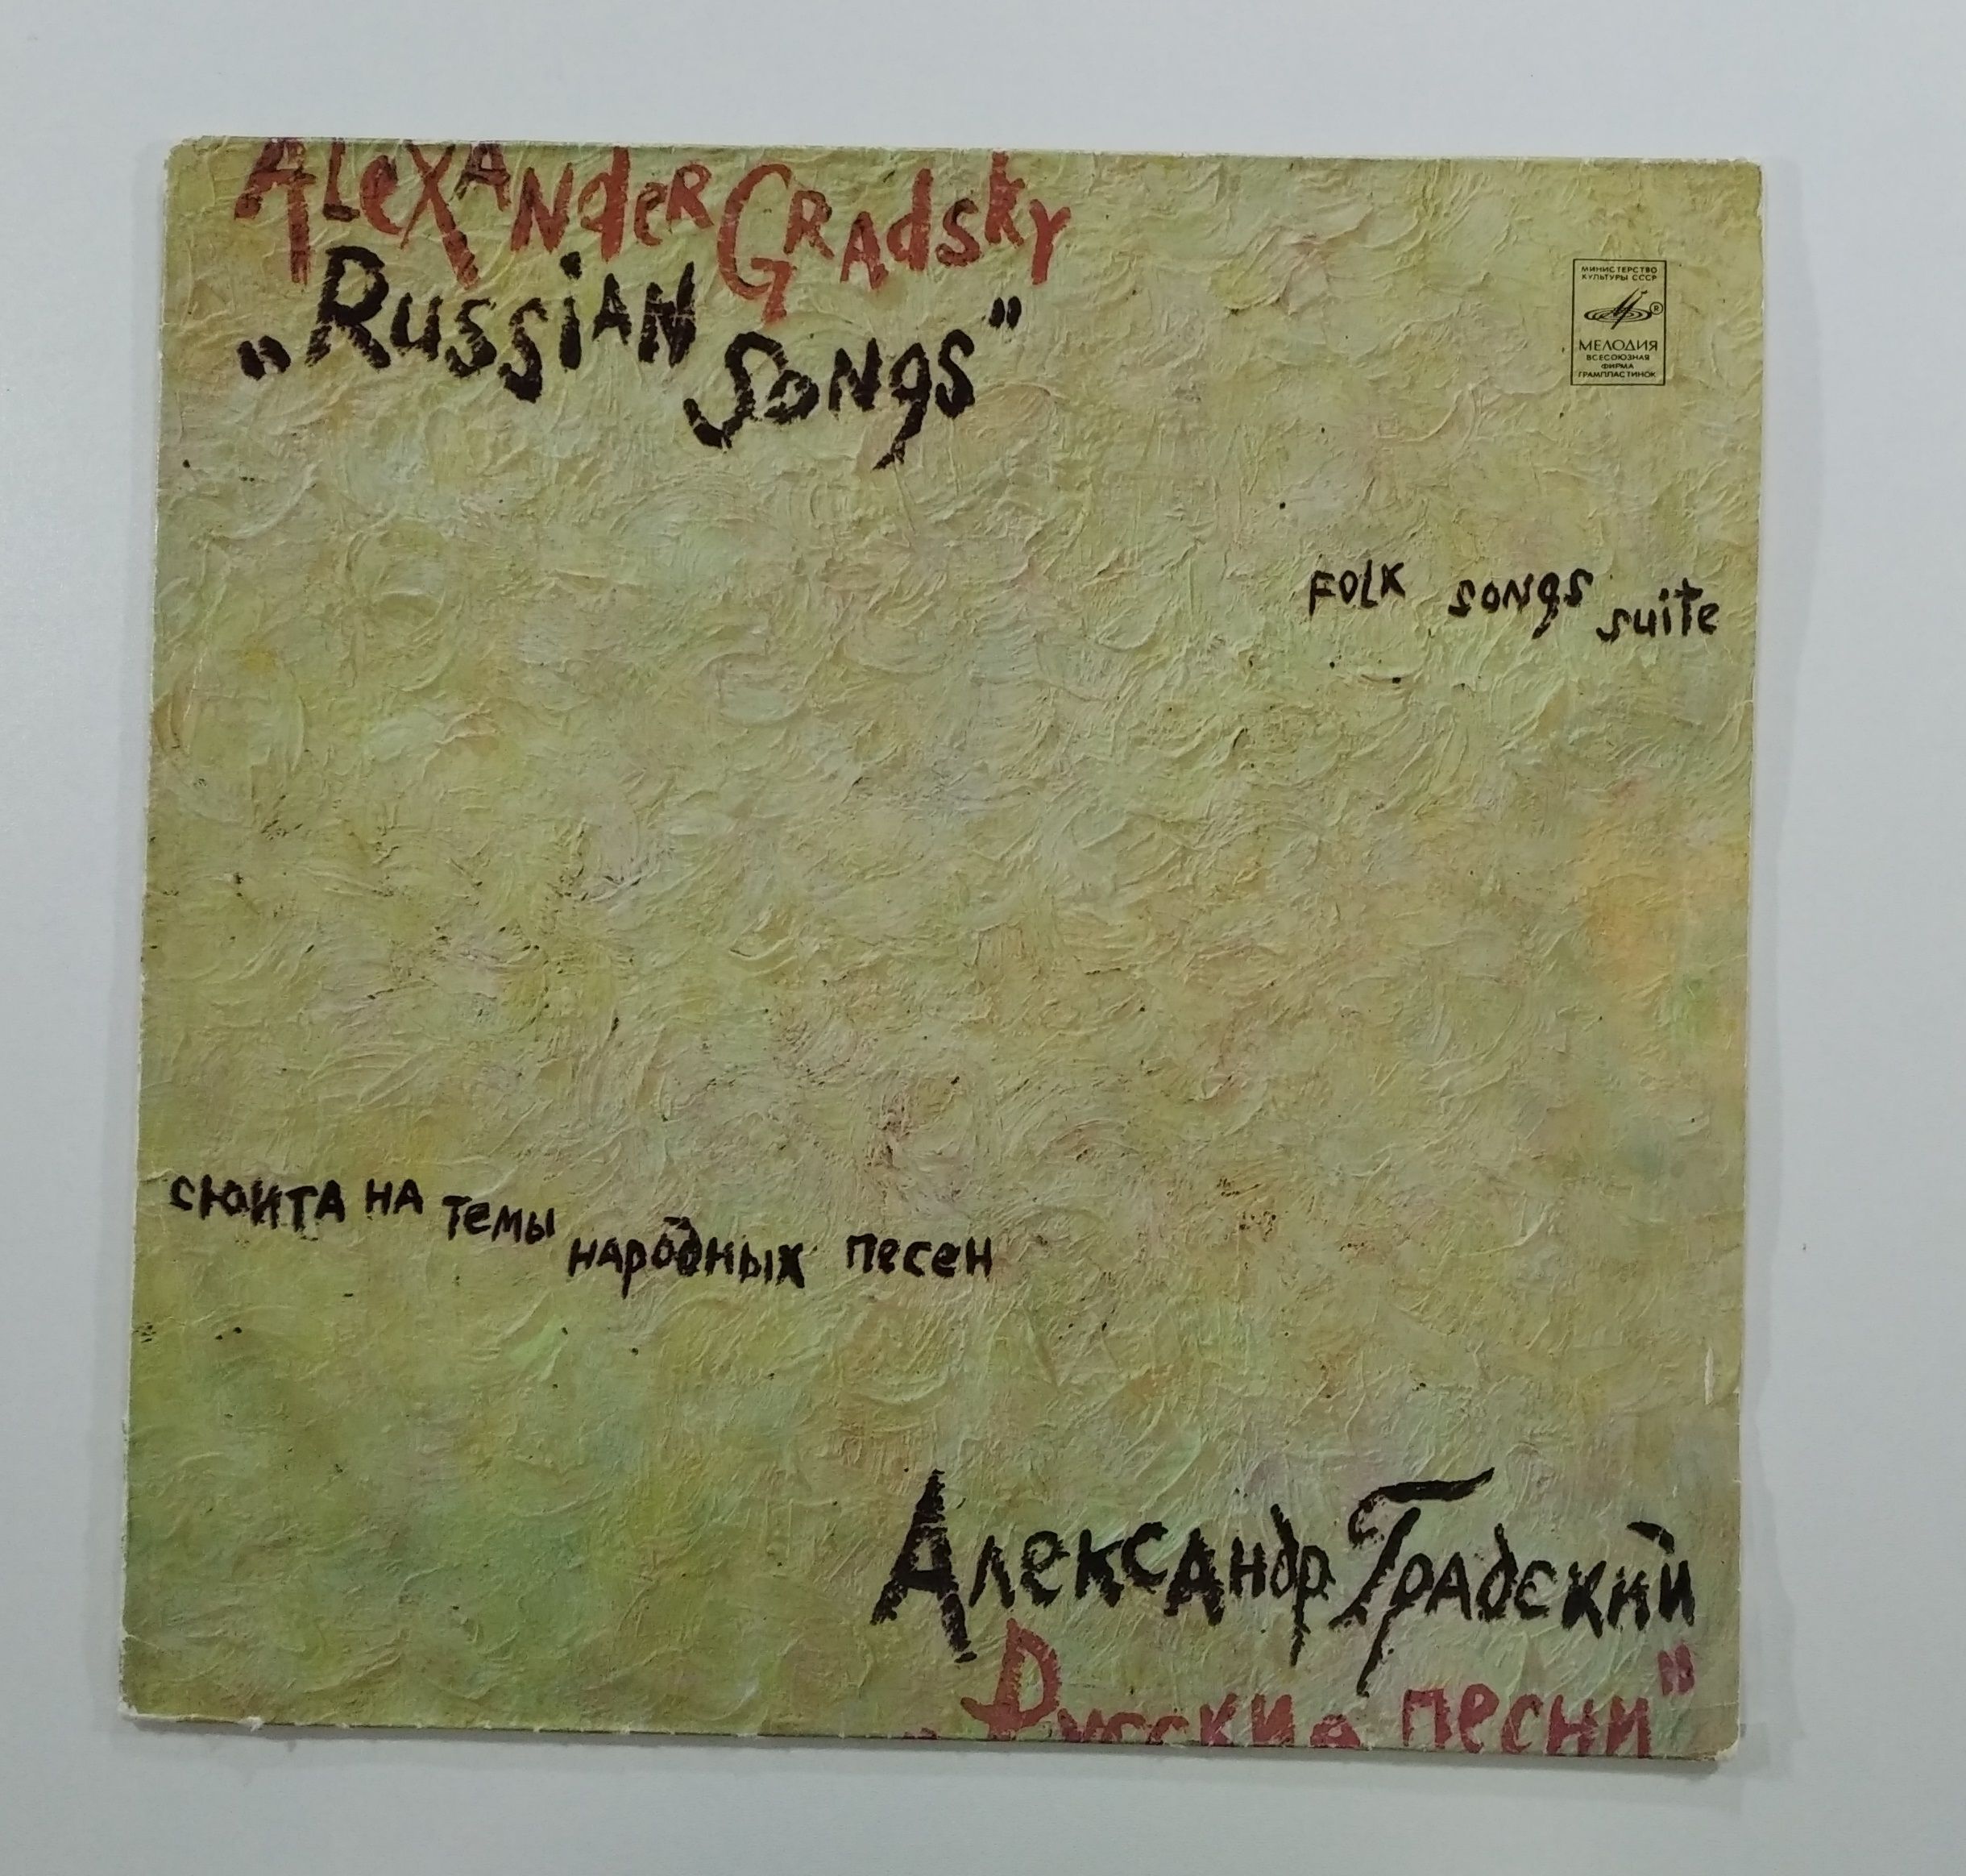 Alexander Gradsky
„Russian Songs"
МИНИСТЕРСТВО
КУЛЬТУРЫ СССР
®
МЕЛОДИЯ
ВСЕСОЮЗНАЯ
ФИРМА
ГРАМПЛАСТИНОК
Folk songs suite
сюита на темы народных песен
Александр Градский
„Русские песни"